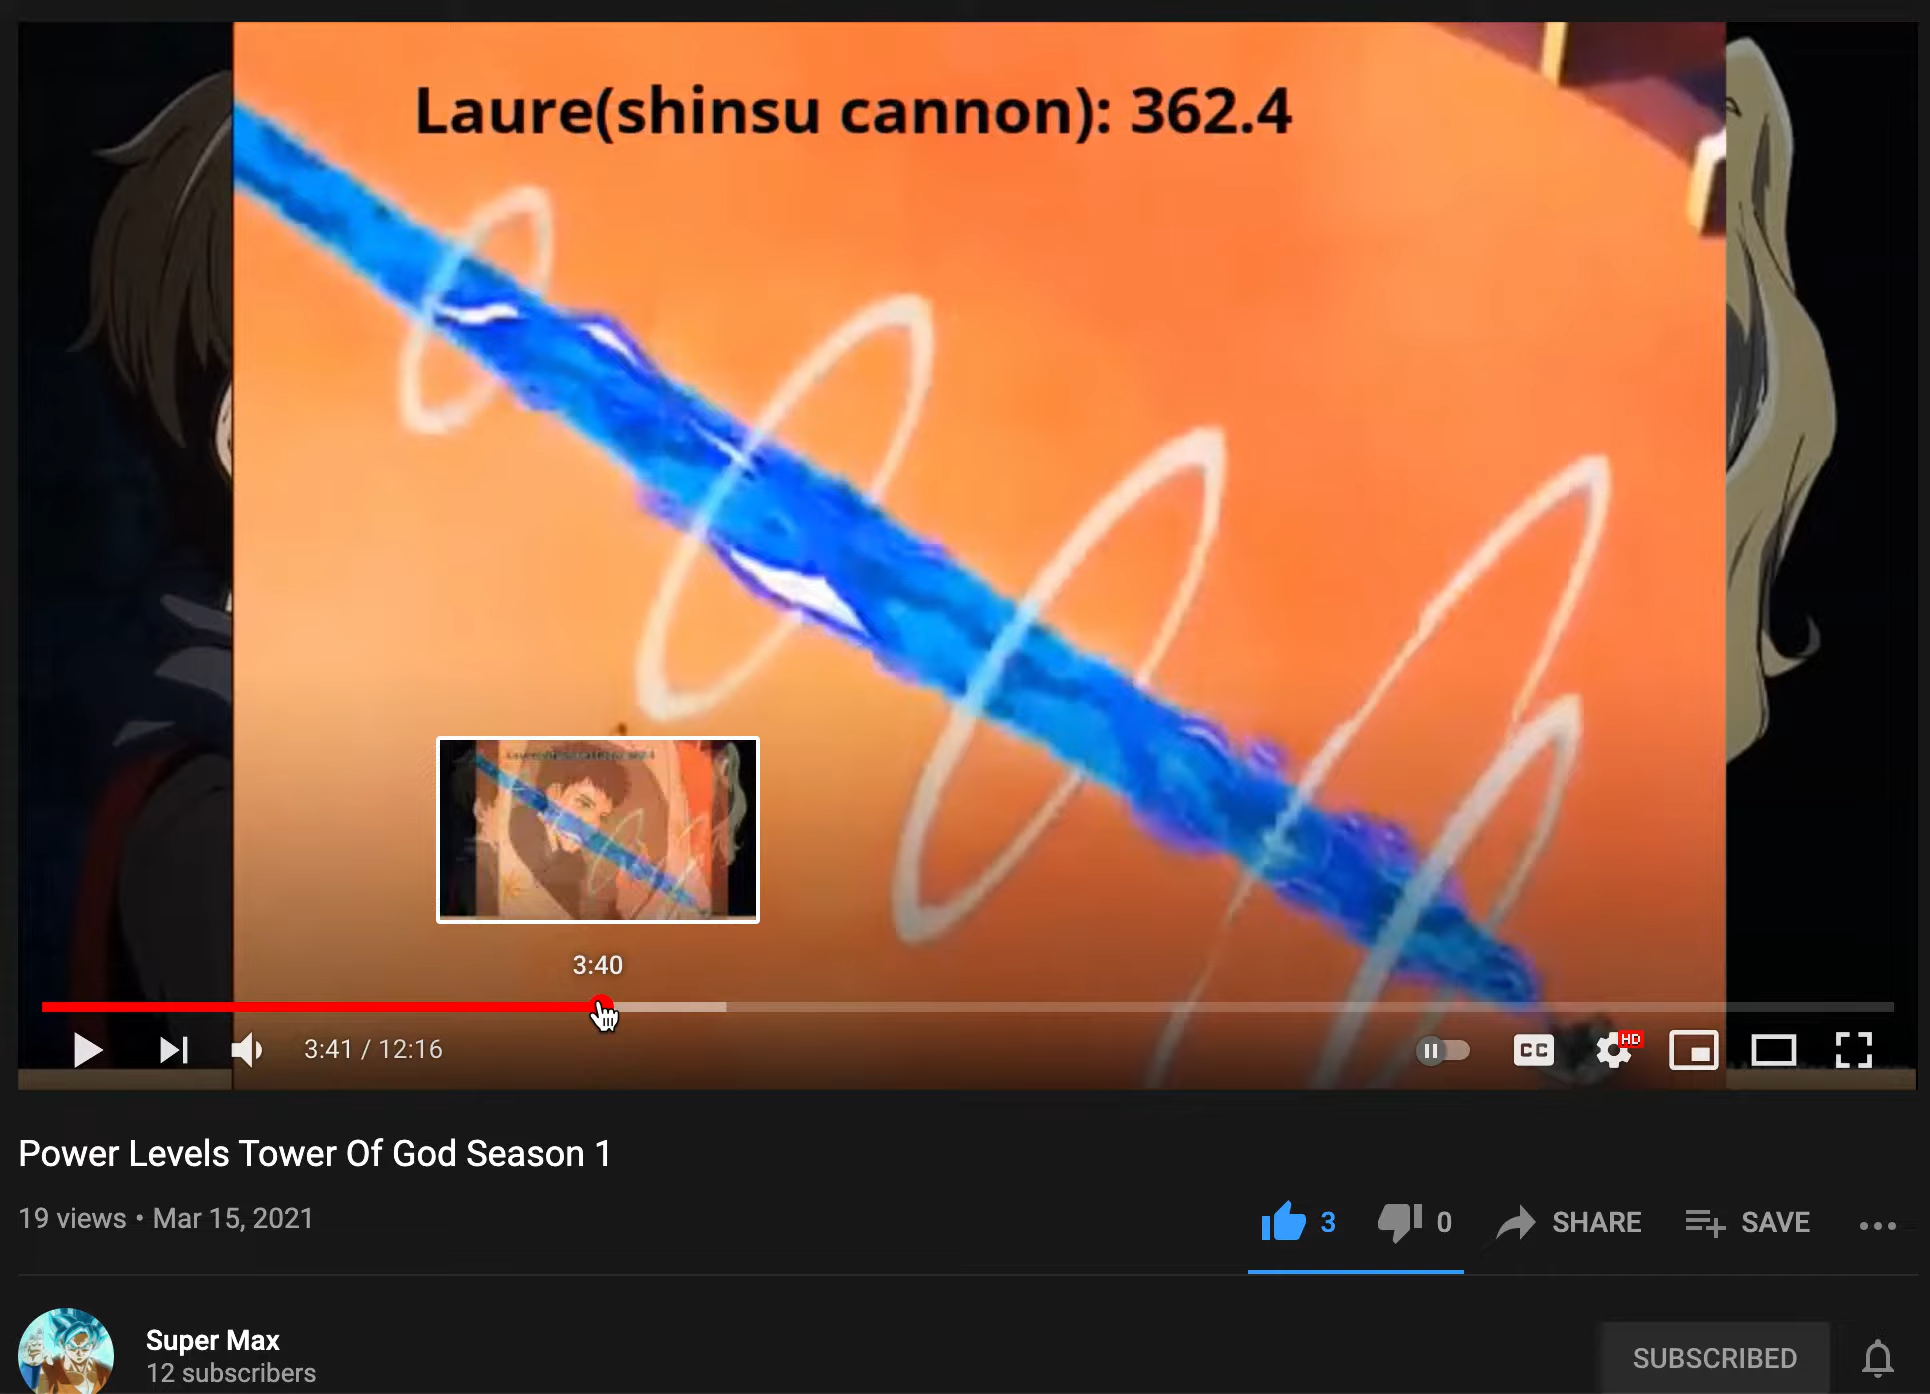 Laure(shinsu cannon): 362.4
3:40
3:41 / 12:16
CC
HD
Power Levels Tower Of God Season 1
19 views • Mar 15, 2021
3
0
SHARE
SAVE
Super Max
12 subscribers
SUBSCRIBED